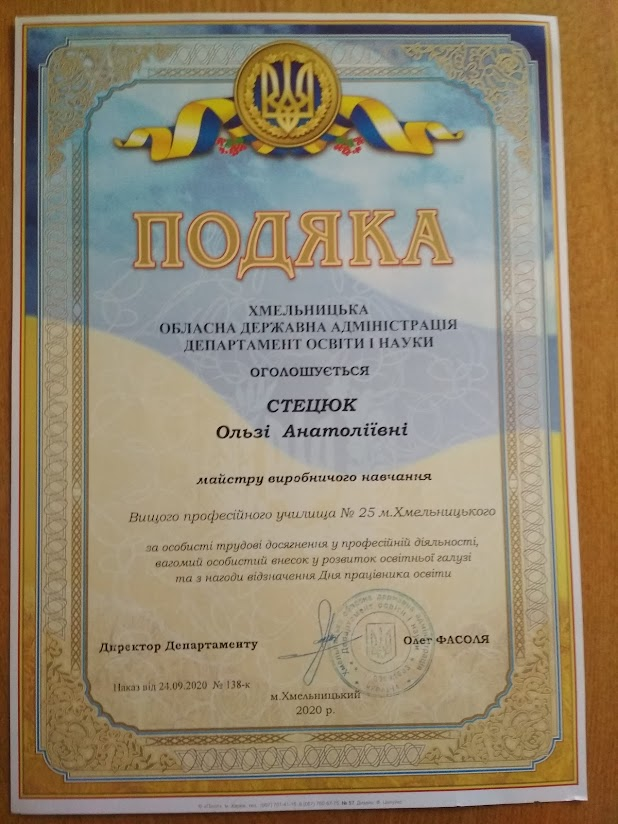 ПОДЯКА
ХМЕЛЬНИЦЬКА
ОБЛАСНА ДЕРЖАВНА АДМІНІСТРАЦІЯ
ДЕПАРТАМЕНТ ОСВІТИ І НАУКИ
ОГОЛОШУЄТЬСЯ
СТЕЦЮК
Ользі Анатоліївні
майстру виробничого навчання
Вищого професійного училища № 25 м.Хмельницького
за особисті трудові досягнення у професійній діяльності,
вагомий особистий внесок у розвиток освітньої галузі
та з нагоди відзначення Дня працівника освіти
Директор Департаменту Олег ФАСОЛЯ
Наказ від 24.09.2020 № 138-к
м.Хмельницький
2020 р.